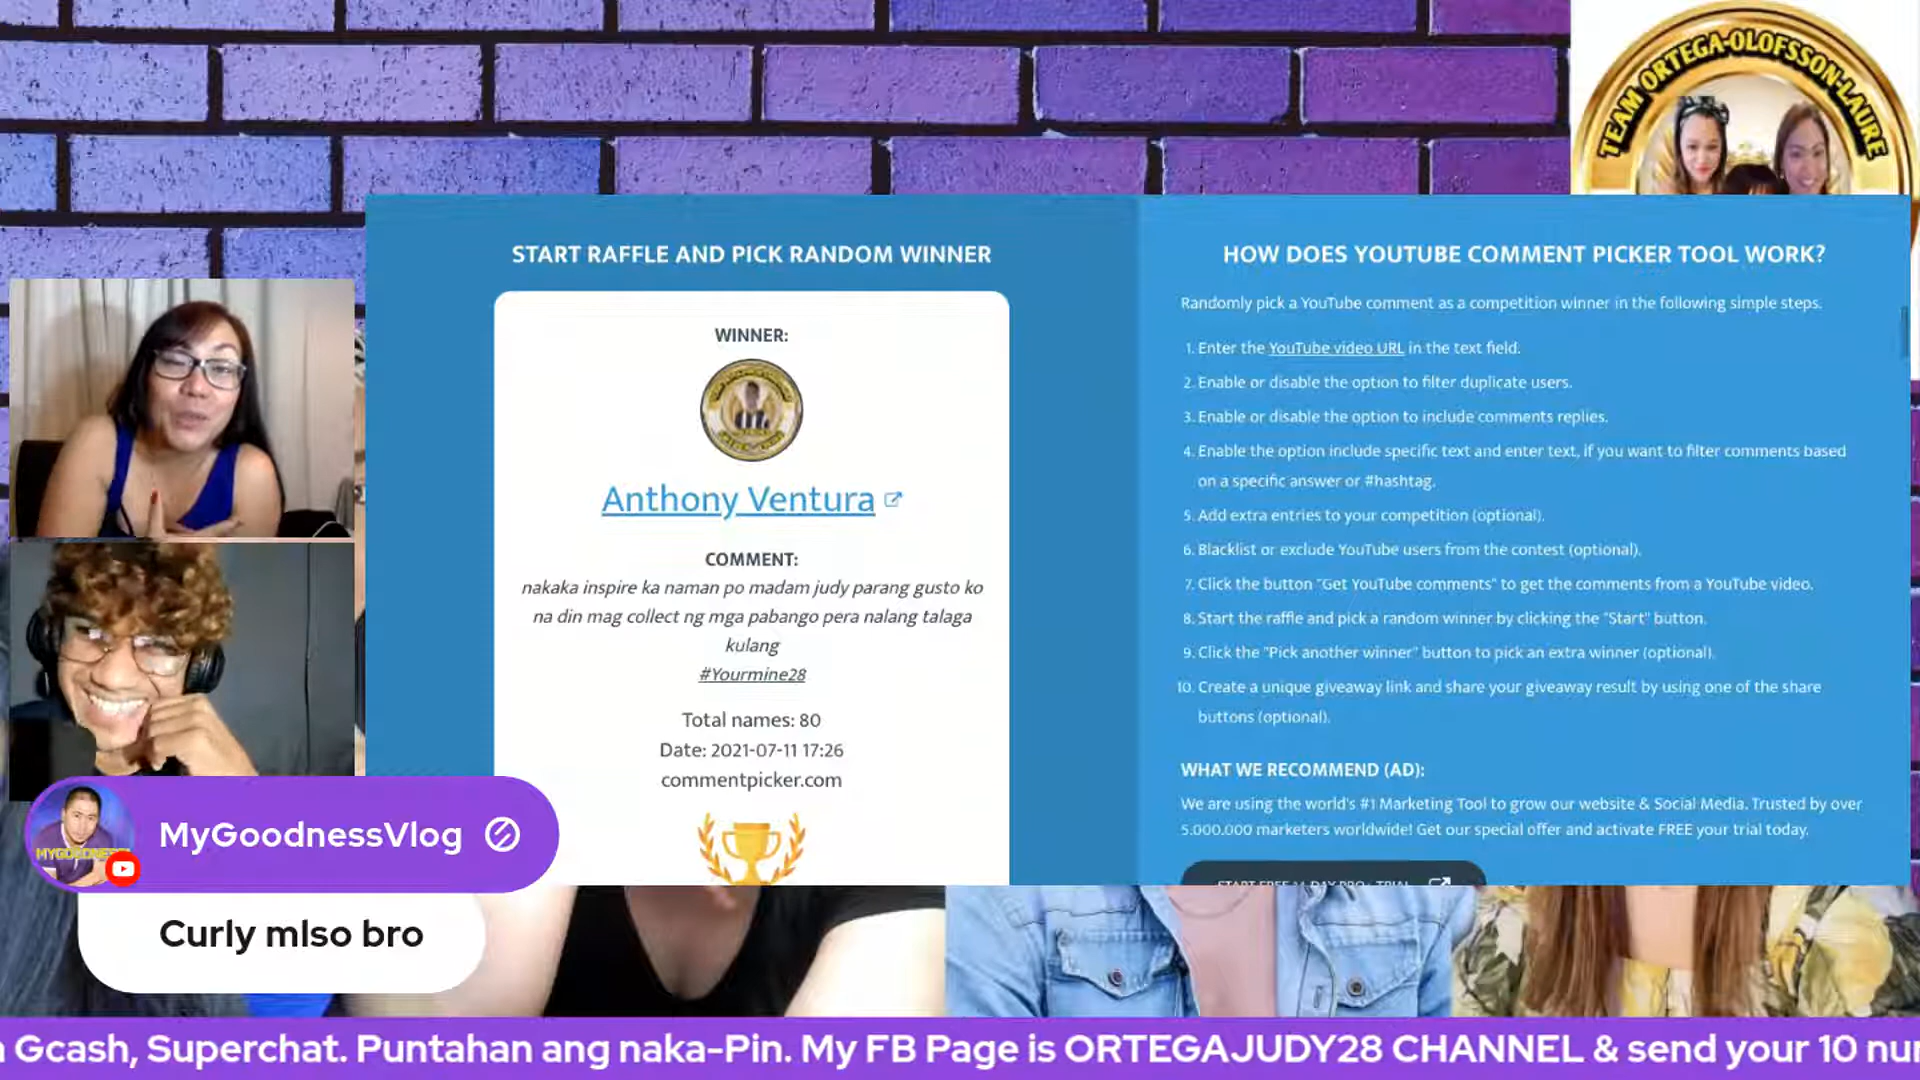 TEAM ORTEGA-OLOFSSON-LAURE
START RAFFLE AND PICK RANDOM WINNER
WINNER:
Anthony Ventura
COMMENT:
nakaka inspire ka naman po madam judy parang gusto ko
na din mag collect ng mga pabango pera nalang talaga
kulang
#Yourmine28
Total names: 80
Date: 2021-07-11 17:26
commentpicker.com
HOW DOES YOUTUBE COMMENT PICKER TOOL WORK?
Randomly pick a YouTube comment as a competition winner in the following simple steps.
1. Enter the YouTube video URL in the text field.
2. Enable or disable the option to filter duplicate users.
3. Enable or disable the option to include comments replies.
4. Enable the option include specific text and enter text, if you want to filter comments based
on a specific answer or #hashtag.
5. Add extra entries to your competition (optional).
6. Blacklist or exclude YouTube users from the contest (optional).
7. Click the button "Get YouTube comments" to get the comments from a YouTube video.
8. Start the raffle and pick a random winner by clicking the "Start" button.
9. Click the "Pick another winner" button to pick an extra winner (optional).
10. Create a unique giveaway link and share your giveaway result by using one of the share
buttons (optional).
WHAT WE RECOMMEND (AD):
We are using the world's #1 Marketing Tool to grow our website & Social Media. Trusted by over
5.000.000 marketers worldwide! Get our special offer and activate FREE your trial today.
START FREE 14-DAY PRO+ TRIAL
MyGoodnessVlog
Curly mlso bro
Gcash, Superchat. Puntahan ang naka-Pin. My FB Page is ORTEGAJUDY28 CHANNEL & send your 10